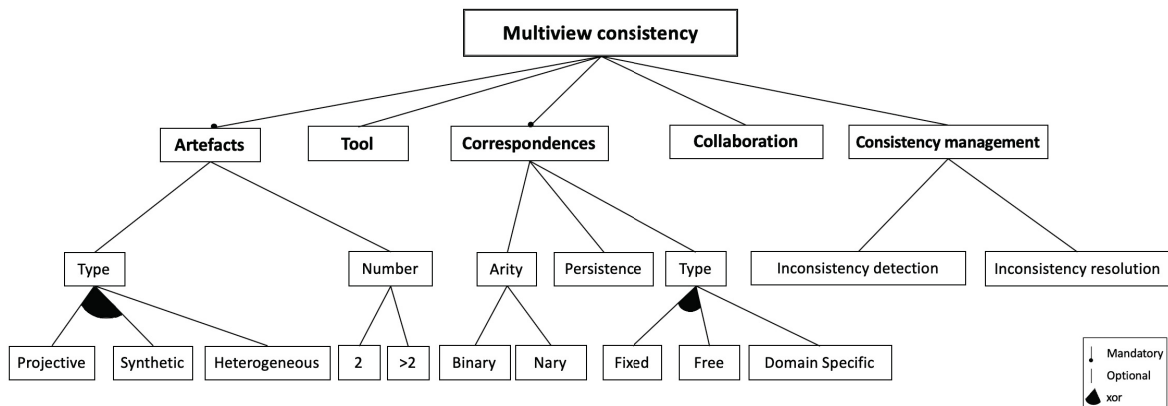 Multiview consistency
Artefacts
Tool
Correspondences
Collaboration
Consistency management
Type
Number
Arity
Persistence
Type
Inconsistency detection
Inconsistency resolution
Projective
Synthetic
Heterogeneous
2
>2
Binary
Nary
Fixed
Free
Domain Specific
Mandatory
Optional
xor